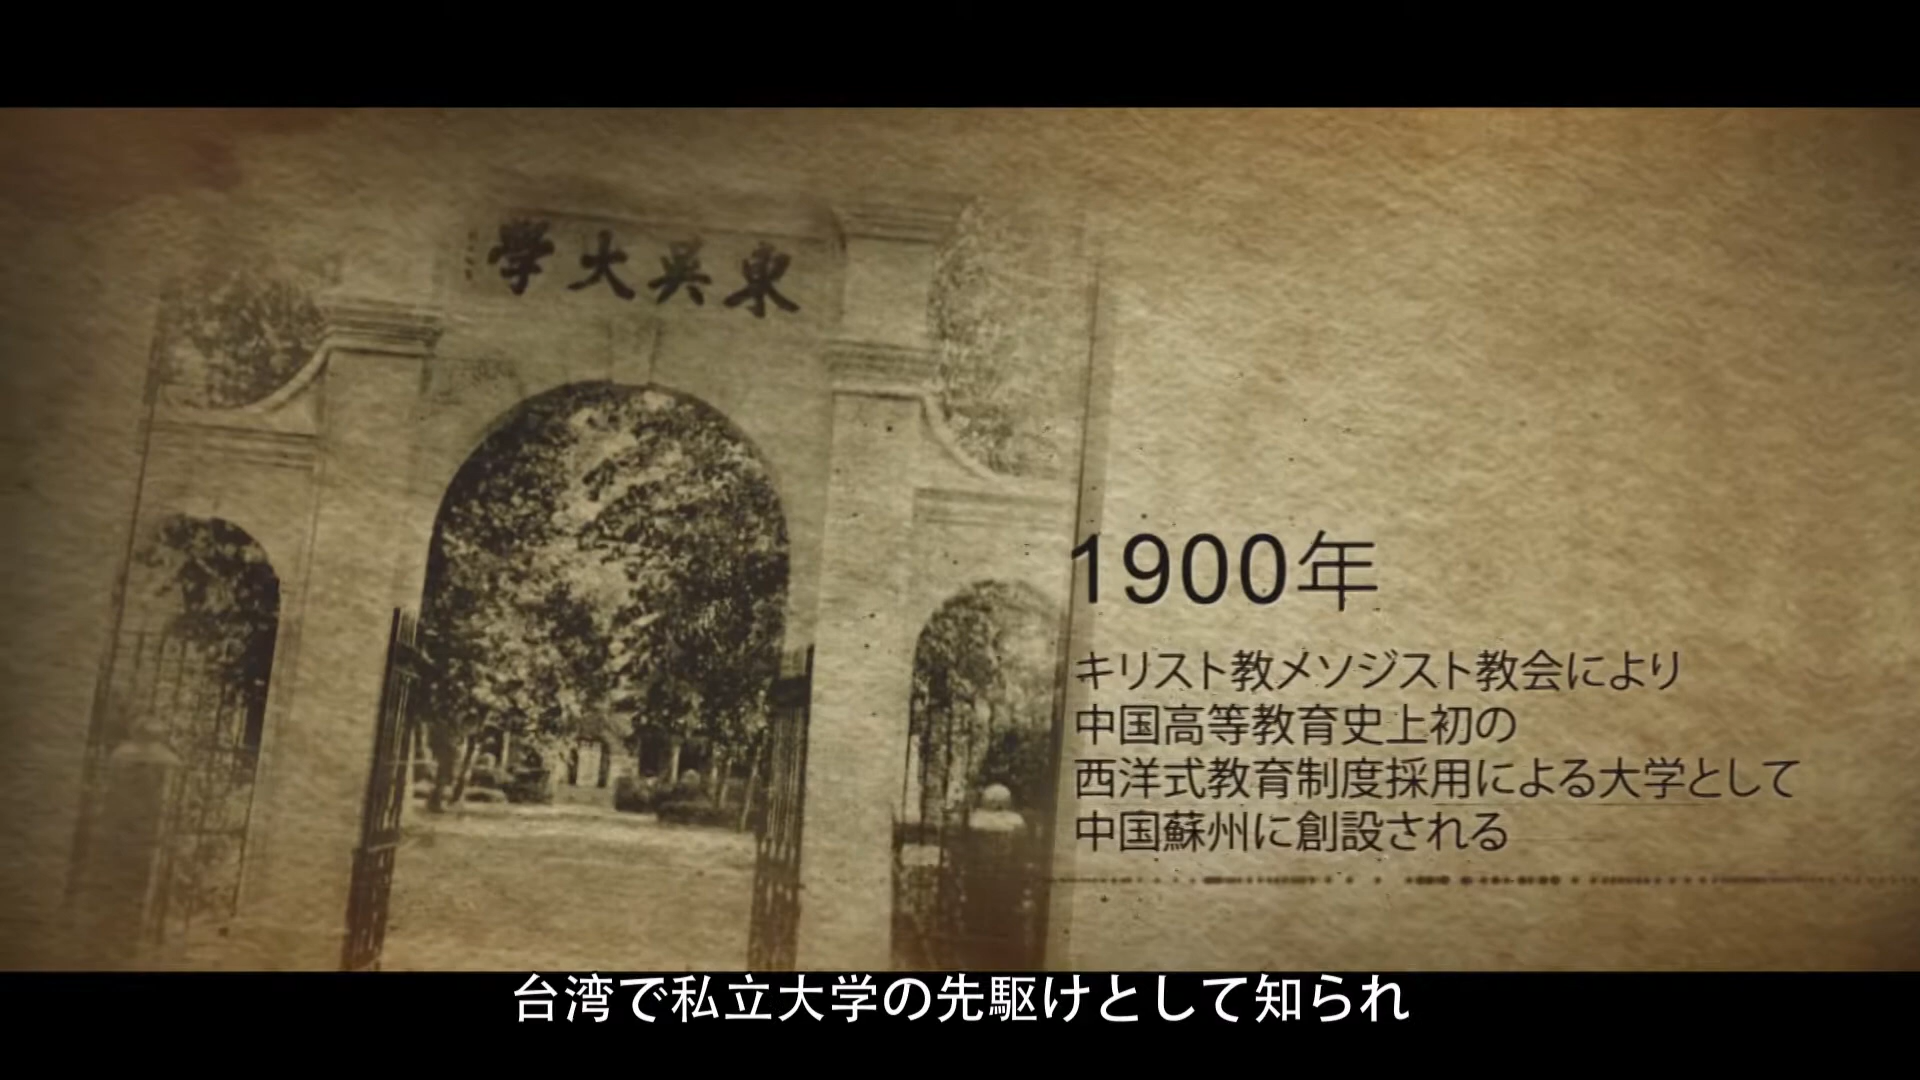 東吳大學
1900年
キリスト教メソジスト教会により
中国高等教育史上初の
西洋式教育制度採用による大学として
中国蘇州に創設される
台湾で私立大学の先駆けとして知られ